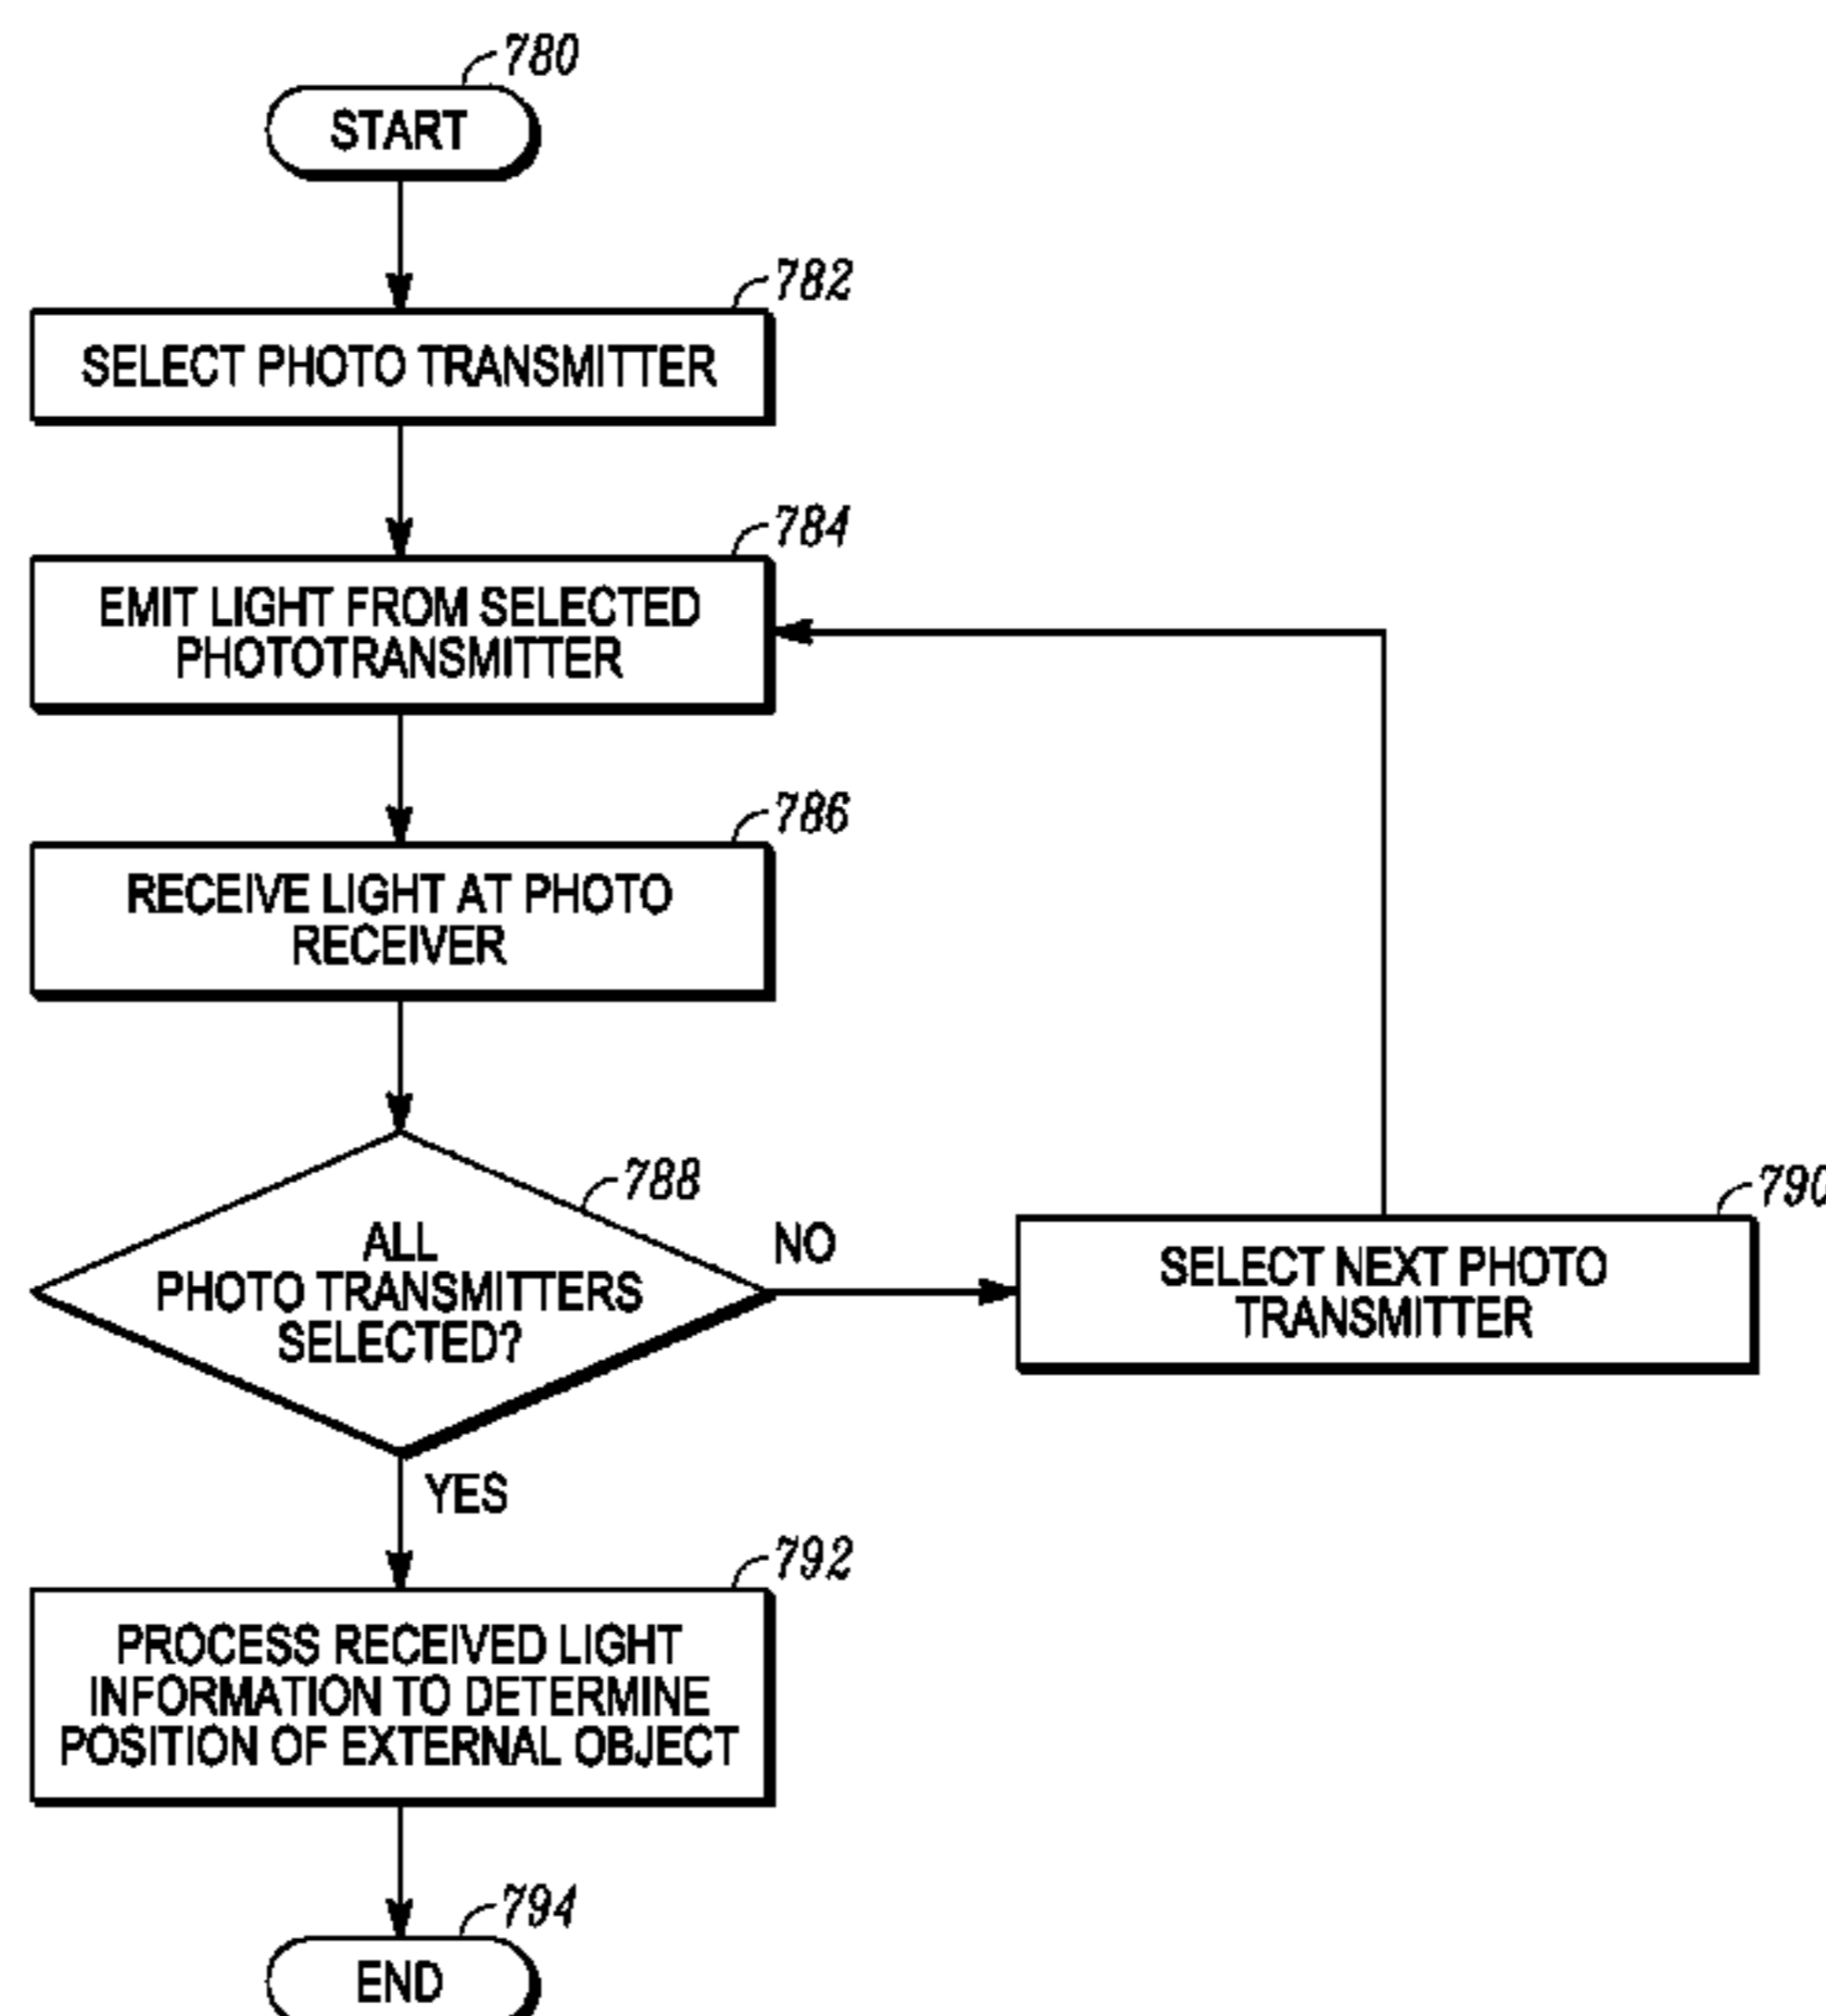 780
START
782
SELECT PHOTO TRANSMITTER
784
EMIT LIGHT FROM SELECTED
PHOTOTRANSMITTER
786
RECEIVE LIGHT AT PHOTO
RECEIVER
788
ALL
PHOTO TRANSMITTERS
SELECTED?
NO
790
SELECT NEXT PHOTO
TRANSMITTER
YES
792
PROCESS RECEIVED LIGHT
INFORMATION TO DETERMINE
POSITION OF EXTERNAL OBJECT
794
END